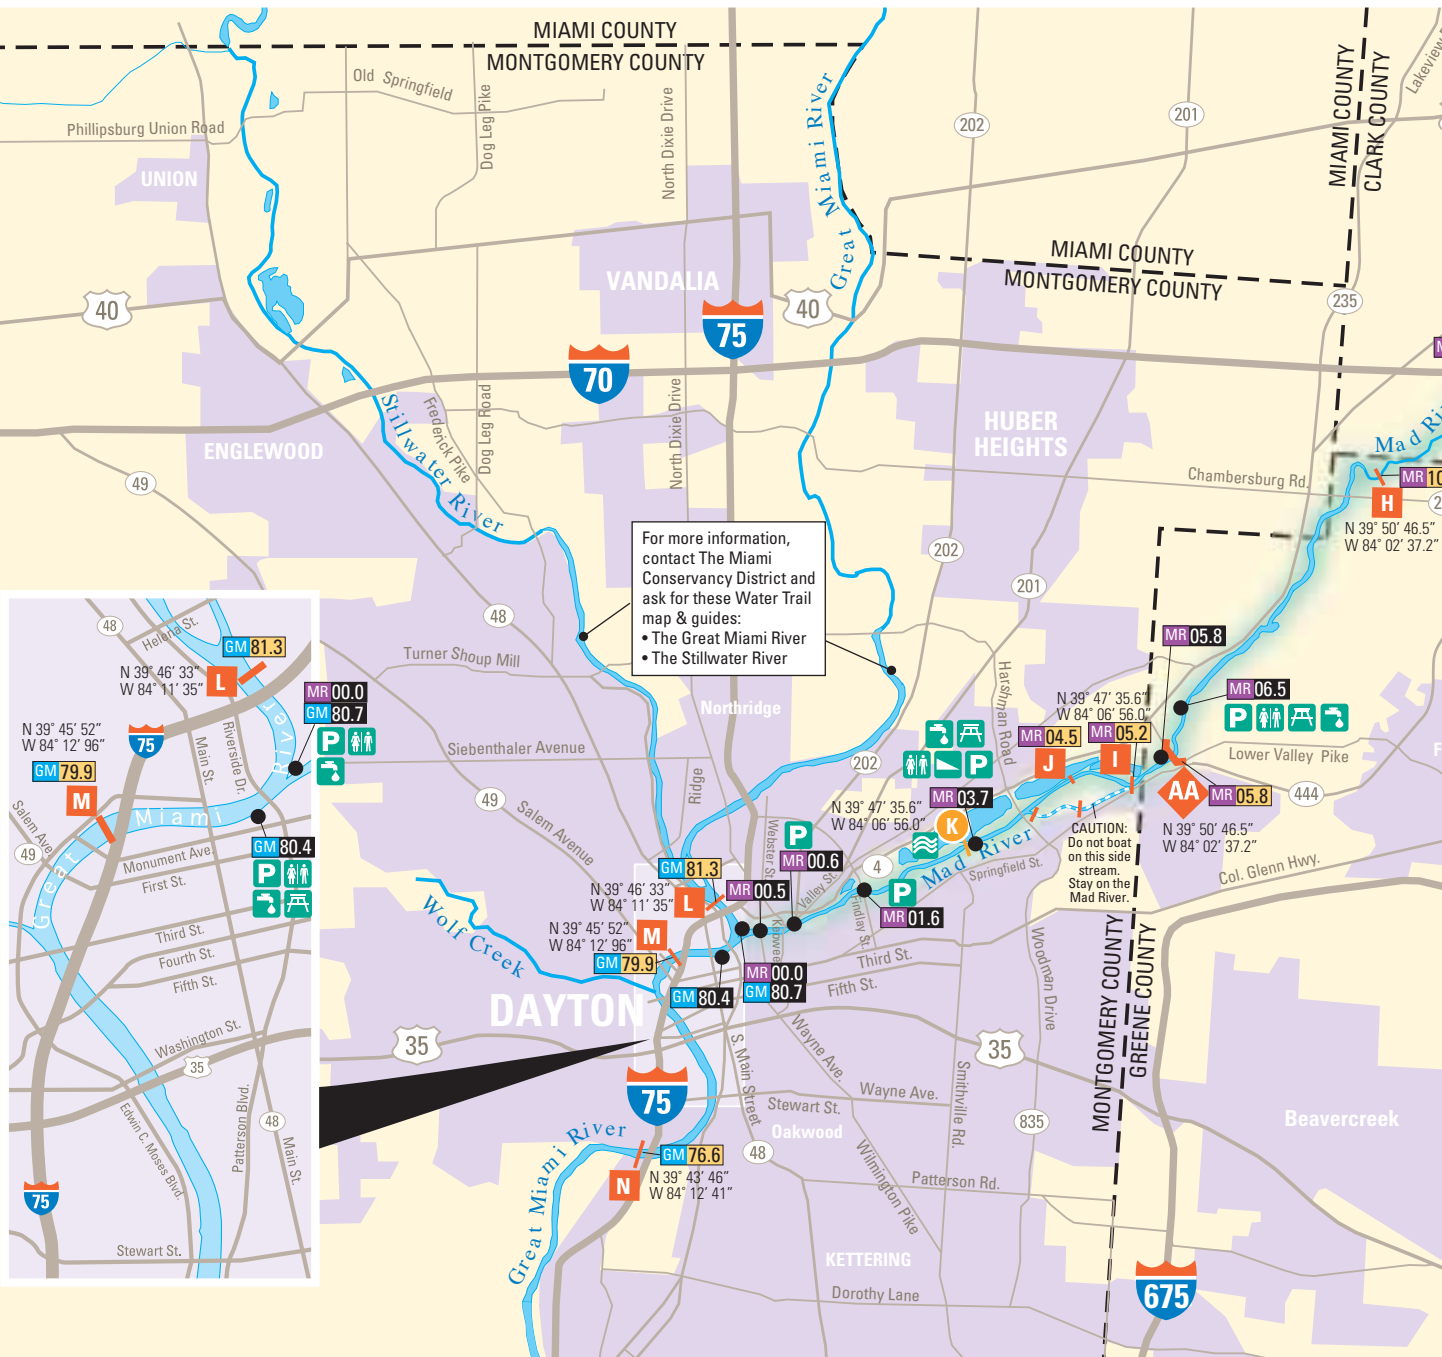 MIAMI COUNTY
MONTGOMERY COUNTY
Old Springfield
Phillipsburg Union Road
Dog Leg Pike
North Dixie Drive
Great Miami River
202
201
MIAMI COUNTY
CLARK COUNTY
UNION
VANDALIA
Great Miami River
MIAMI COUNTY
MONTGOMERY COUNTY
40
75
40
235
70
Stillwater River
Frederick Pike
Dog Leg Road
North Dixie Drive
HUBER
HEIGHTS
ENGLEWOOD
49
Chambersburg Rd.
MR 10
H
N 39° 50′ 46.5″
W 84° 02′ 37.2″
For more information,
contact The Miami
Conservancy District and
ask for these Water Trail
map & guides:
• The Great Miami River
• The Stillwater River
202
201
48
Turner Shoup Mill
Northridge
Harshman Road
MR 05.8
MR 06.5
P
N 39° 47′ 35.6″
W 84° 06′ 56.0″
MR 04.5
MR 05.2
J
I
Lower Valley Pike
AA
MR 05.8
444
N 39° 50′ 46.5″
W 84° 02′ 37.2″
Siebenthaler Avenue
202
P
49
Salem Avenue
Ridge
Webster St.
MR 03.7
N 39° 47′ 35.6″
W 84° 06′ 56.0″
K
Mad River
CAUTION:
Do not boat
on this side
stream.
Stay on the
Mad River.
Springfield St.
Col. Glenn Hwy.
P
MR 00.6
4
Valley St.
P
MR 01.6
Findlay St.
Keowee
GM 81.3
MR 00.5
N 39° 46′ 33″
W 84° 11′ 35″
L
N 39° 45′ 52″
W 84° 12′ 96″
M
GM 79.9
Wolf Creek
GM 80.4
MR 00.0
GM 80.7
Third St.
Fifth St.
Woodman Drive
MONTGOMERY COUNTY
GREENE COUNTY
DAYTON
35
35
Wayne Ave.
S. Main Street
75
Stewart St.
Wayne Ave.
Smithville Rd.
835
Oakwood
Beavercreek
Great Miami River
GM 76.6
N
N 39° 43′ 46″
W 84° 12′ 41″
48
Wilmington Pike
Patterson Rd.
KETTERING
Dorothy Lane
675
48
Helena St.
GM 81.3
N 39° 46′ 33″
W 84° 11′ 35″
L
MR 00.0
GM 80.7
P
N 39° 45′ 52″
W 84° 12′ 96″
75
GM 79.9
M
Main St.
Riverside Dr.
Great Miami River
Salem Ave.
49
Monument Ave.
First St.
GM 80.4
P
Third St.
Fourth St.
Fifth St.
Washington St.
35
Edwin C. Moses Blvd.
Patterson Blvd.
48
Main St.
75
Stewart St.